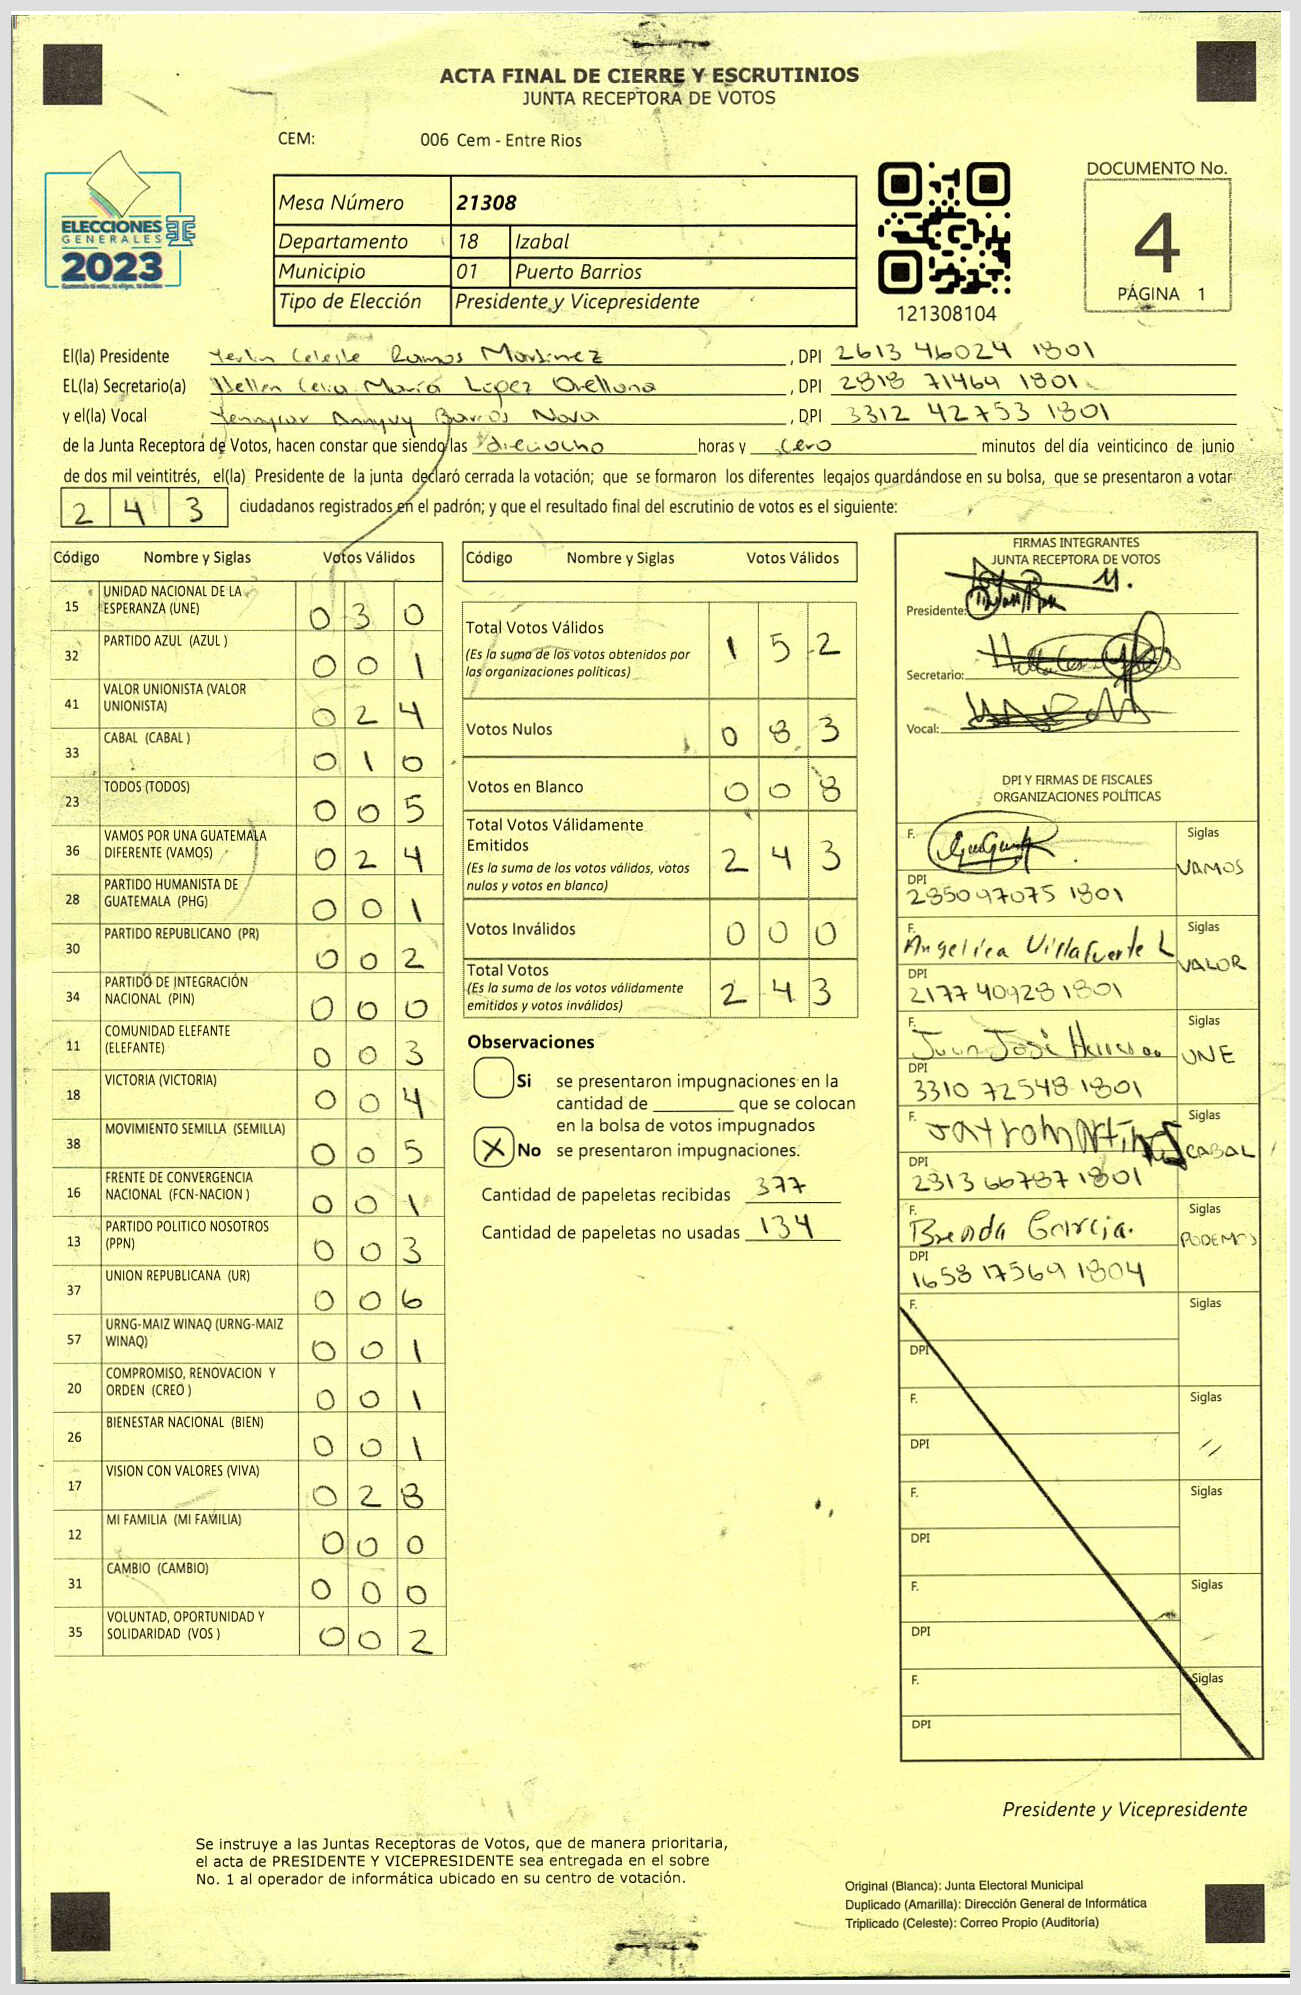 ACTA FINAL DE CIERRE Y ESCRUTINIOS
JUNTA RECEPTORA DE VOTOS
CEM: 006 Cem - Entre Rios
ELECCIONES
GENERALES
2023
Mesa Número 21308
Departamento 18 Izabal
Municipio 01 Puerto Barrios
Tipo de Elección Presidente y Vicepresidente
121308104
DOCUMENTO No.
4
PÁGINA 1
El(la) Presidente Celeste Ramos Martinez , DPI 2613 46024 1801
EL(la) Secretario(a) Hellen Celia María López Orellana , DPI 2818 71469 1801
y el(la) Vocal Barrios Nova , DPI 3312 42753 1801
de la Junta Receptora de Votos, hacen constar que siendo las dieciocho horas y cero minutos del día veinticinco de junio
de dos mil veintitrés, el(la) Presidente de la junta declaró cerrada la votación; que se formaron los diferentes legajos guardándose en su bolsa, que se presentaron a votar
2 4 3 ciudadanos registrados en el padrón; y que el resultado final del escrutinio de votos es el siguiente:
Código Nombre y Siglas Votos Válidos
15 UNIDAD NACIONAL DE LA
ESPERANZA (UNE) 0 3 0
32 PARTIDO AZUL (AZUL ) 0 0 1
41 VALOR UNIONISTA (VALOR
UNIONISTA) 0 2 4
33 CABAL (CABAL ) 0 1 0
23 TODOS (TODOS) 0 0 5
36 VAMOS POR UNA GUATEMALA
DIFERENTE (VAMOS) 0 2 4
28 PARTIDO HUMANISTA DE
GUATEMALA (PHG) 0 0 1
30 PARTIDO REPUBLICANO (PR) 0 0 2
34 PARTIDO DE INTEGRACIÓN
NACIONAL (PIN) 0 0 0
11 COMUNIDAD ELEFANTE
(ELEFANTE) 0 0 3
18 VICTORIA (VICTORIA) 0 0 4
38 MOVIMIENTO SEMILLA (SEMILLA) 0 0 5
16 FRENTE DE CONVERGENCIA
NACIONAL (FCN-NACION ) 0 0 1
13 PARTIDO POLITICO NOSOTROS
(PPN) 0 0 3
37 UNION REPUBLICANA (UR) 0 0 6
57 URNG-MAIZ WINAQ (URNG-MAIZ
WINAQ) 0 0 1
20 COMPROMISO, RENOVACION Y
ORDEN (CREO ) 0 0 1
26 BIENESTAR NACIONAL (BIEN) 0 0 1
17 VISION CON VALORES (VIVA) 0 2 8
12 MI FAMILIA (MI FAMILIA) 0 0 0
31 CAMBIO (CAMBIO) 0 0 0
35 VOLUNTAD, OPORTUNIDAD Y
SOLIDARIDAD (VOS ) 0 0 2
Código Nombre y Siglas Votos Válidos
Total Votos Válidos 1 5 2
(Es la suma de los votos obtenidos por
las organizaciones políticas)
Votos Nulos 0 8 3
Votos en Blanco 0 0 8
Total Votos Válidamente
Emitidos 2 4 3
(Es la suma de los votos válidos, votos
nulos y votos en blanca)
Votos Inválidos 0 0 0
Total Votos 2 4 3
(Es la suma de los votos válidamente
emitidos y votos inválidos)
Observaciones
Si se presentaron impugnaciones en la
cantidad de ________ que se colocan
en la bolsa de votos impugnados
X No se presentaron impugnaciones.
Cantidad de papeletas recibidas 377
Cantidad de papeletas no usadas 134
FIRMAS INTEGRANTES
JUNTA RECEPTORA DE VOTOS
Presidente:
Secretario:
Vocal:
DPI Y FIRMAS DE FISCALES
ORGANIZACIONES POLÍTICAS
F. Siglas
VAMOS
DPI
285097075 1801
F. Angelica Villafuerte L Siglas
VALOR
DPI
2177 40928 1801
F. Juan José Siglas
UNE
DPI
3310 72548 1801
F. Siglas
CABAL
DPI
2313 66787 1801
F. Brenda Garcia. Siglas
PODEMOS
DPI
1658 17569 1804
F. Siglas
DPI
F. Siglas
DPI
F. Siglas
DPI
F. Siglas
DPI
F. Siglas
DPI
Presidente y Vicepresidente
Se instruye a las Juntas Receptoras de Votos, que de manera prioritaria,
el acta de PRESIDENTE Y VICEPRESIDENTE sea entregada en el sobre
No. 1 al operador de informática ubicado en su centro de votación.
Original (Blanca): Junta Electoral Municipal
Duplicado (Amarilla): Dirección General de Informática
Triplicado (Celeste): Correo Propio (Auditoría)